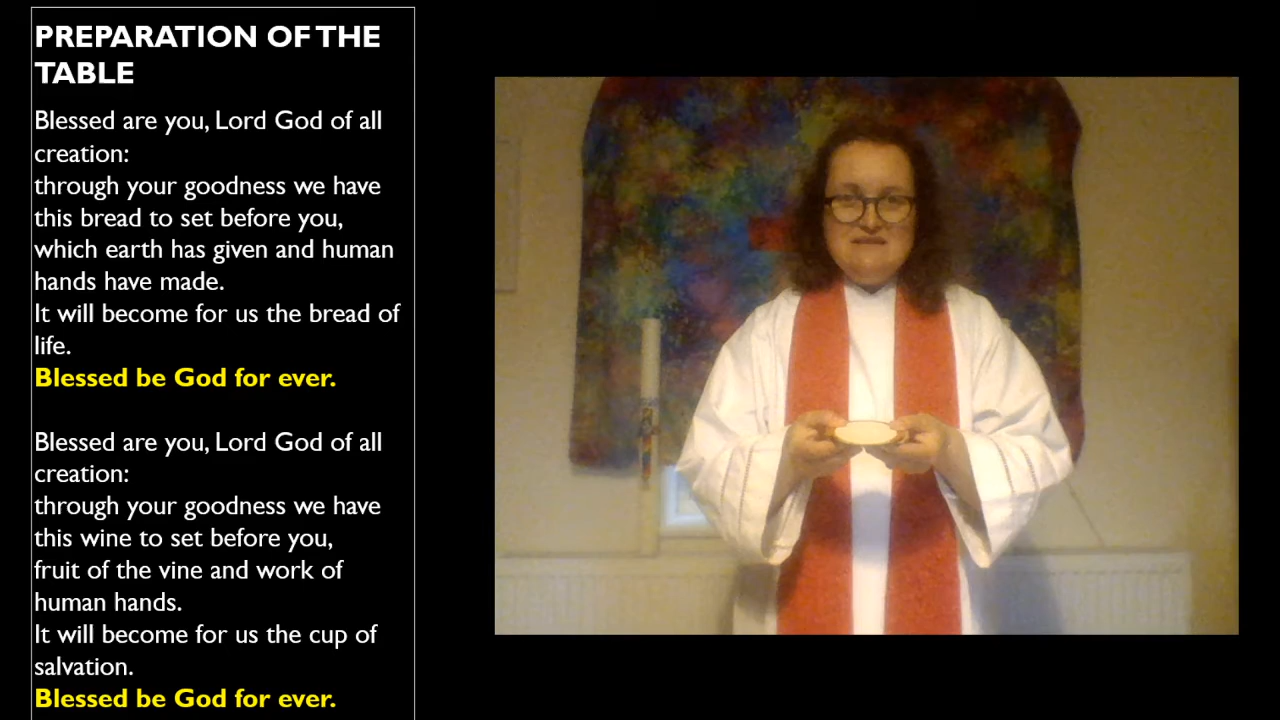 PREPARATION OF THE
TABLE
Blessed are you, Lord God of all
creation:
through your goodness we have
this bread to set before you,
which earth has given and human
hands have made.
It will become for us the bread of
life.
Blessed be God for ever.
Blessed are you, Lord God of all
creation:
through your goodness we have
this wine to set before you,
fruit of the vine and work of
human hands.
It will become for us the cup of
salvation.
Blessed be God for ever.